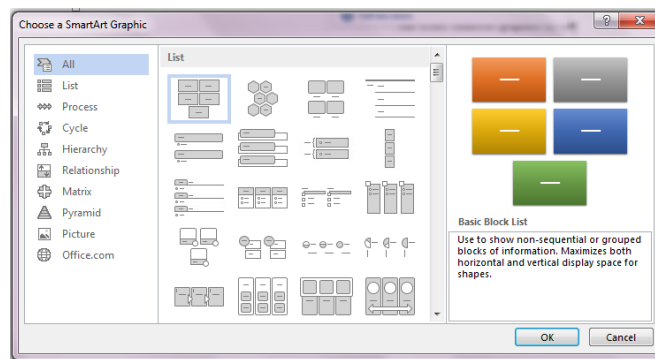 Choose a SmartArt Graphic
All
List
Process
Cycle
Hierarchy
Relationship
Matrix
Pyramid
Picture
Office.com
List
Basic Block List
Use to show non-sequential or grouped
blocks of information. Maximizes both
horizontal and vertical display space for
shapes.
OK
Cancel